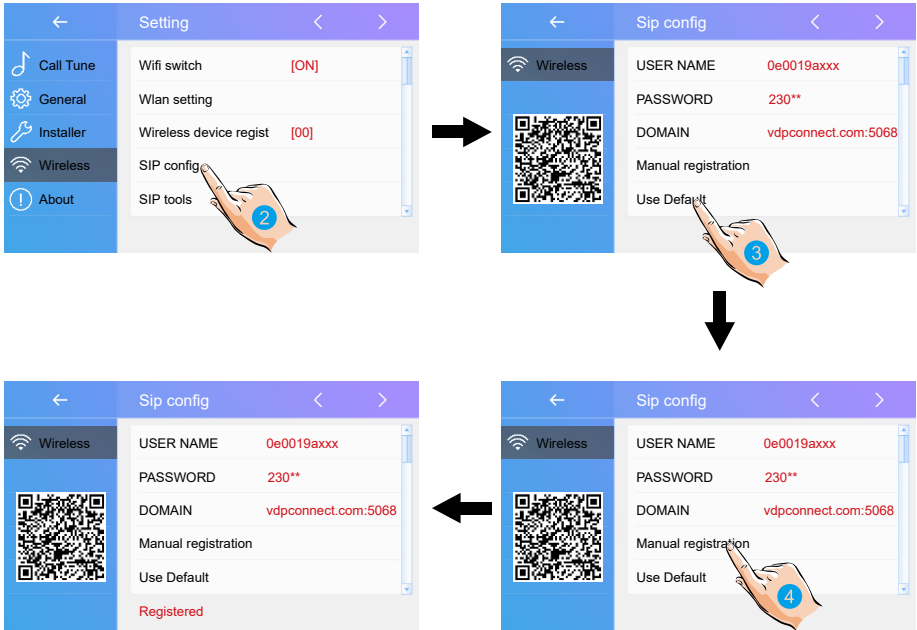 Setting
Call Tune
General
Installer
Wireless
About
Wifi switch [ON]
Wlan setting
Wireless device regist [00]
SIP config
SIP tools
2
Sip config
Wireless
USER NAME 0e0019axxx
PASSWORD 230**
DOMAIN vdpconnect.com:5068
Manual registration
Use Default
3
Sip config
Wireless
USER NAME 0e0019axxx
PASSWORD 230**
DOMAIN vdpconnect.com:5068
Manual registration
Use Default
4
Sip config
Wireless
USER NAME 0e0019axxx
PASSWORD 230**
DOMAIN vdpconnect.com:5068
Manual registration
Use Default
Registered